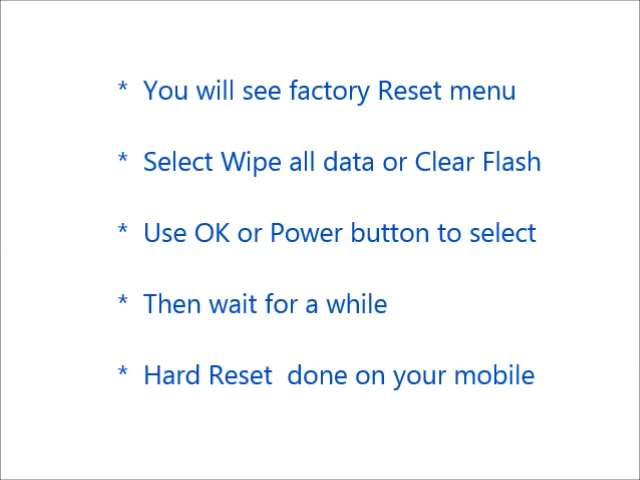 * You will see factory Reset menu
* Select Wipe all data or Clear Flash
* Use OK or Power button to select
* Then wait for a while
* Hard Reset  done on your mobile